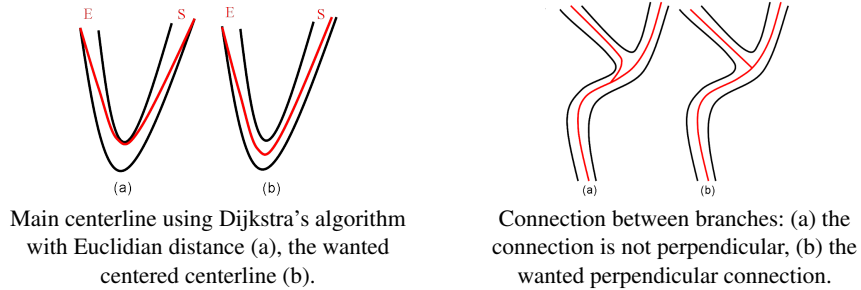 E S E S
(a) (b)
(a) (b)
Main centerline using Dijkstra's algorithm
with Euclidian distance (a), the wanted
centered centerline (b).
Connection between branches: (a) the
connection is not perpendicular, (b) the
wanted perpendicular connection.